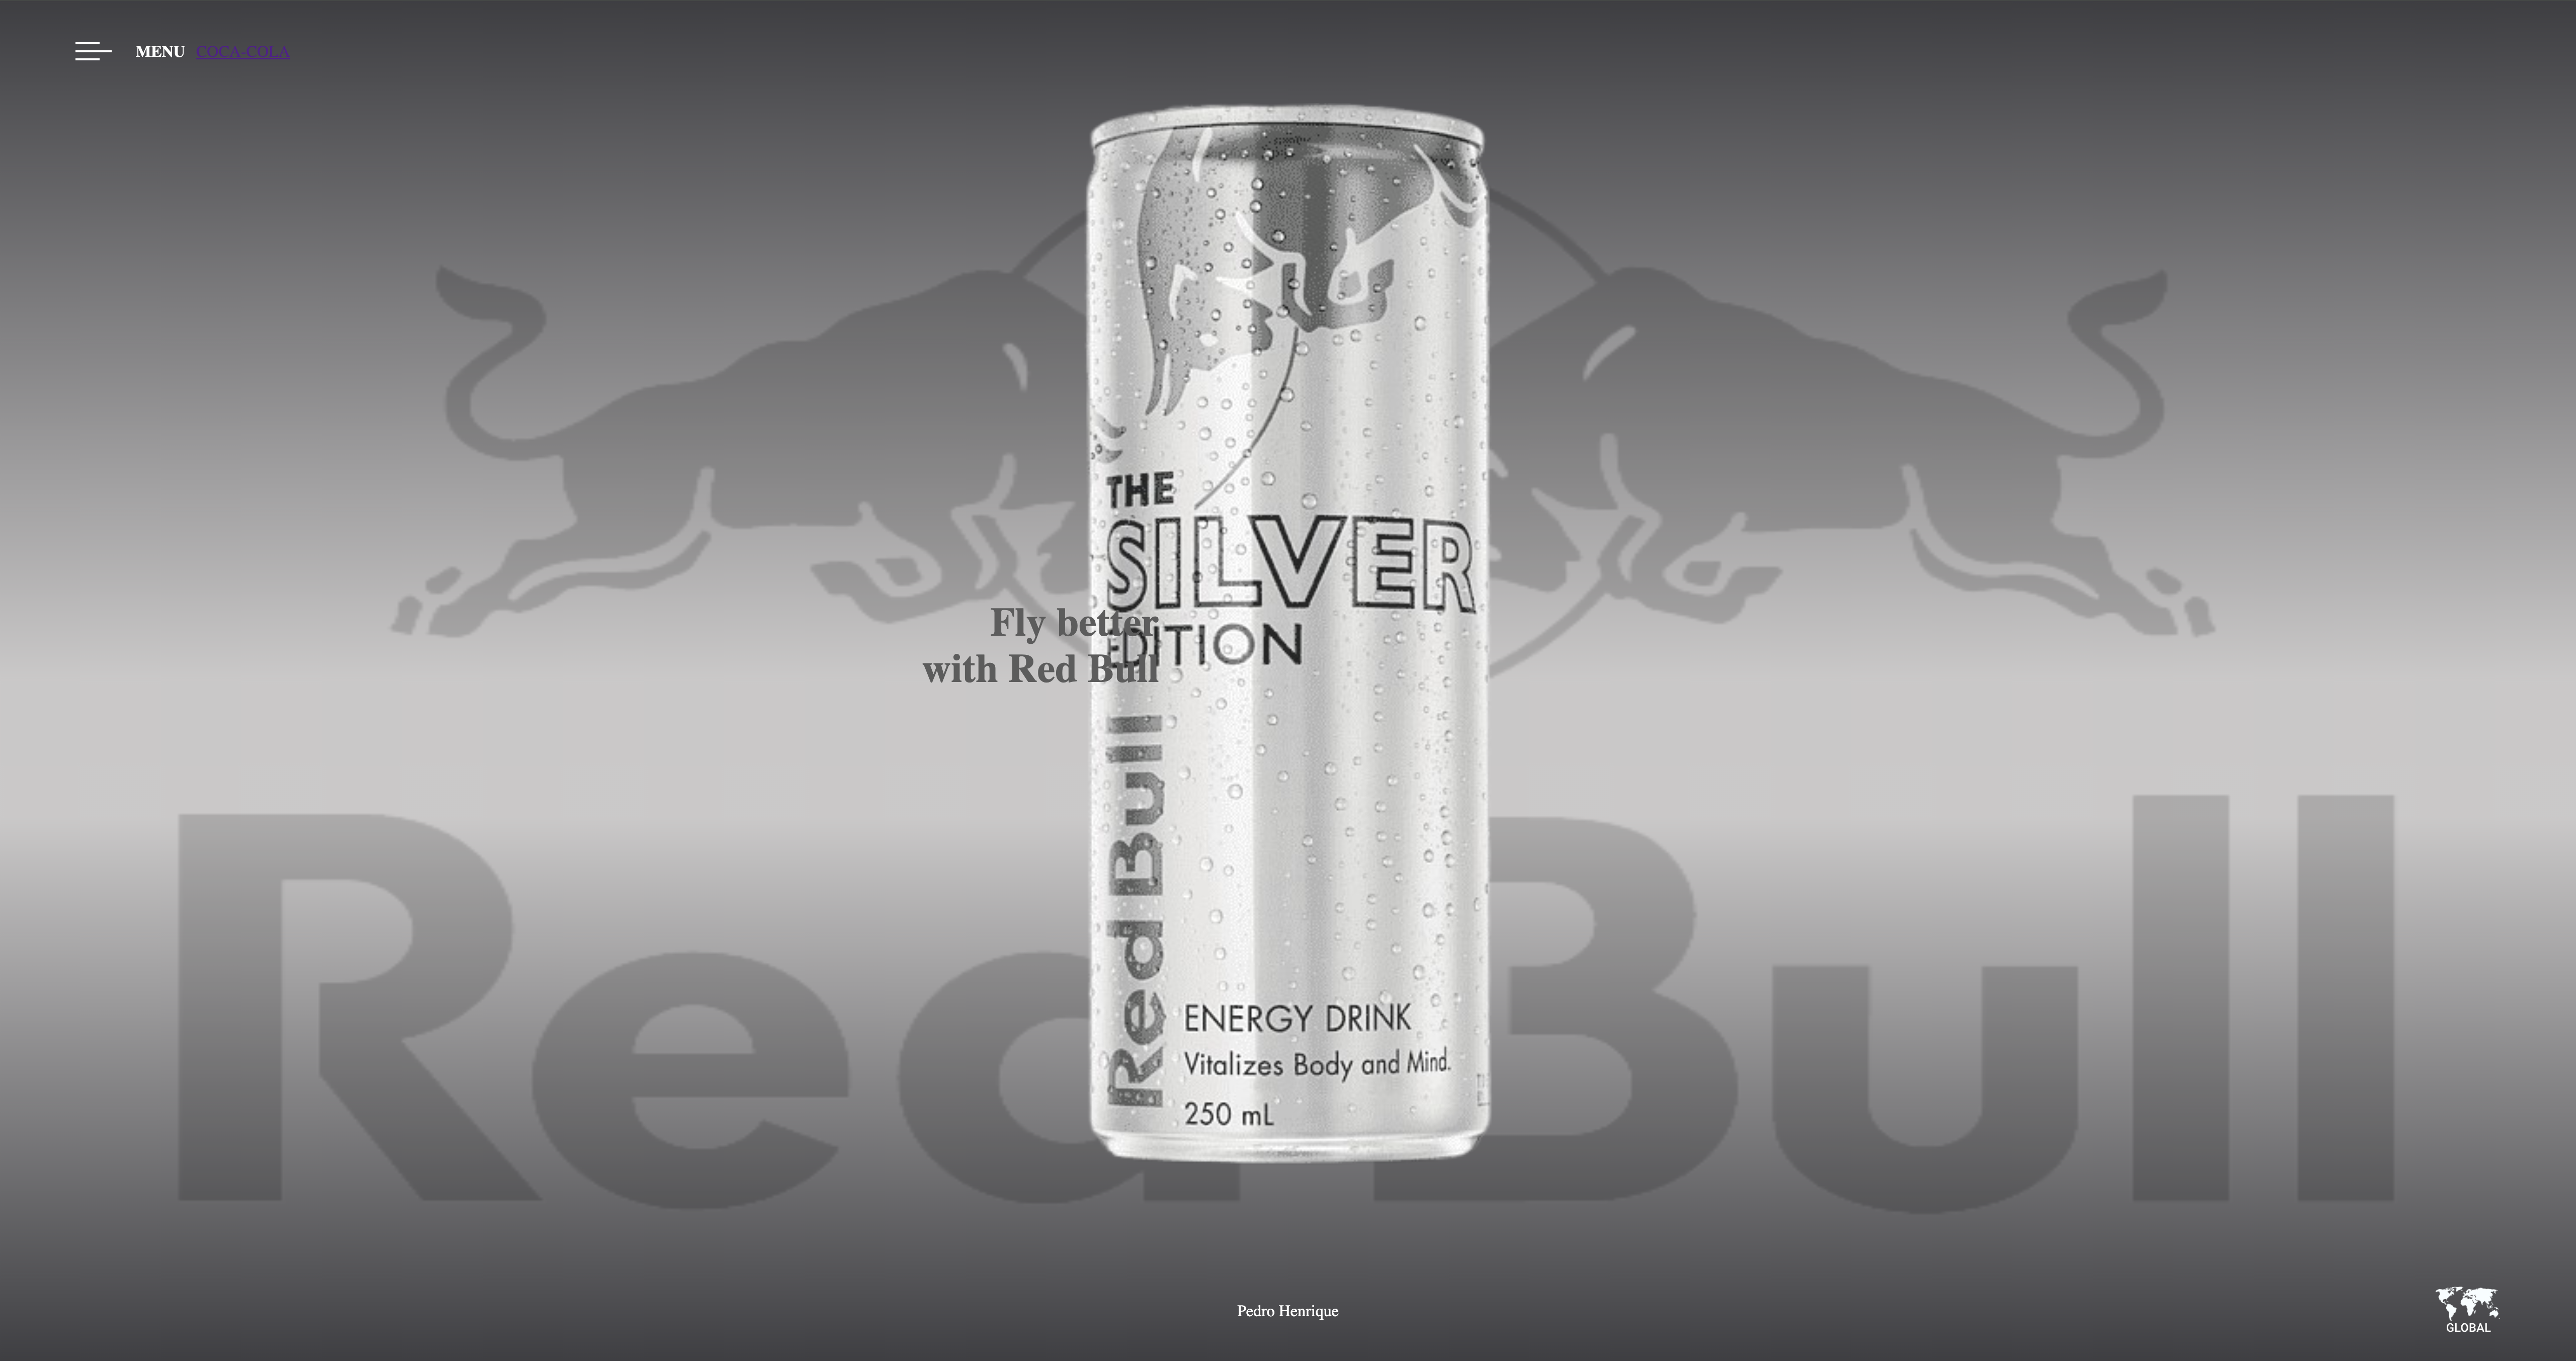 MENU COCA-COLA
THE
SILVER
EDITION
Fly better
with Red Bull
Red Bull
Red Bull
ENERGY DRINK
Vitalizes Body and Mind.
250 mL
Pedro Henrique
GLOBAL